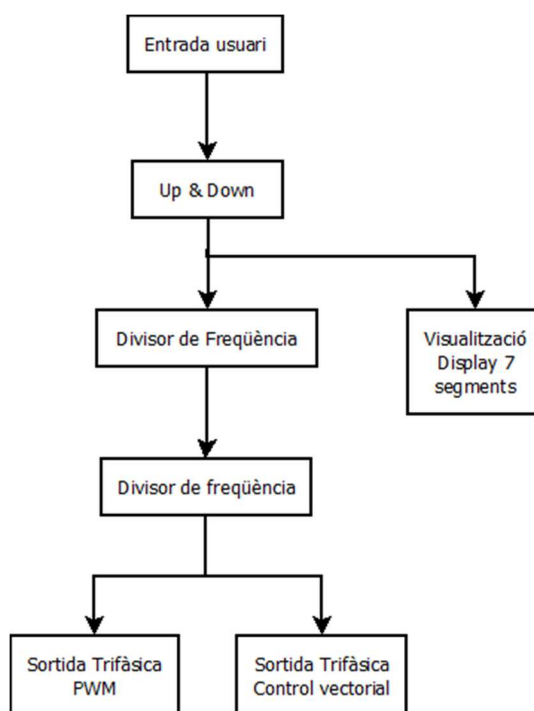 Entrada usuari
Up & Down
Divisor de Freqüència
Visualització
Display 7
segments
Divisor de freqüència
Sortida Trifàsica
PWM
Sortida Trifàsica
Control vectorial